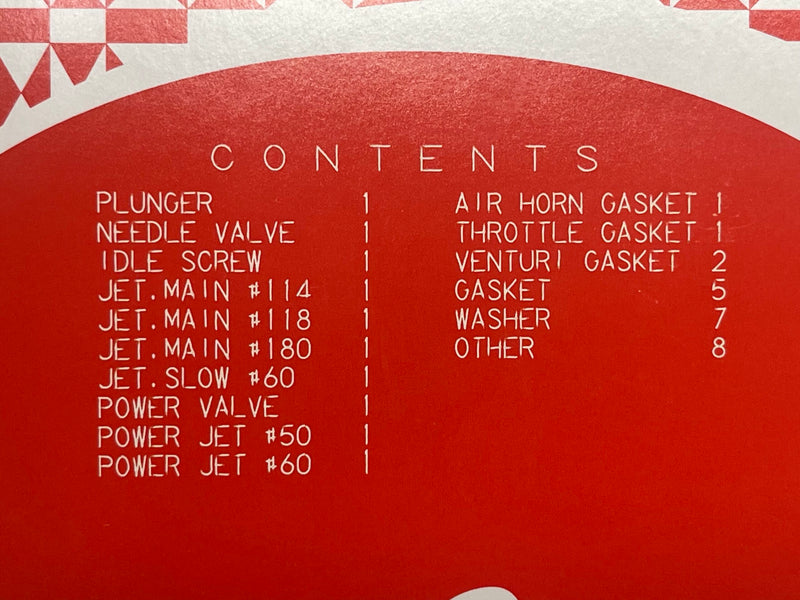 CONTENTS
PLUNGER 1
NEEDLE VALVE 1
IDLE SCREW 1
JET.MAIN #114 1
JET.MAIN #118 1
JET.MAIN #180 1
JET.SLOW #60 1
POWER VALVE 1
POWER JET #50 1
POWER JET #60 1
AIR HORN GASKET 1
THROTTLE GASKET 1
VENTURI GASKET 2
GASKET 5
WASHER 7
OTHER 8